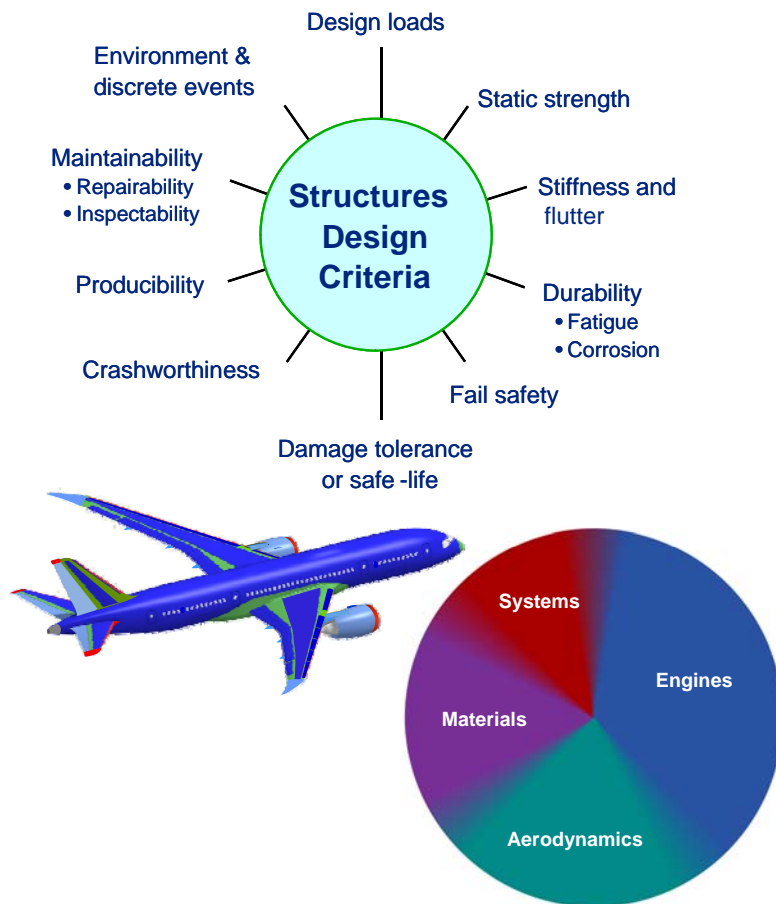 Design loads
Environment &
discrete events
Static strength
Maintainability
• Repairability
• Inspectability
Structures
Design
Criteria
Stiffness and
flutter
Producibility
Durability
• Fatigue
• Corrosion
Crashworthiness
Fail safety
Damage tolerance
or safe -life
Systems
Engines
Materials
Aerodynamics